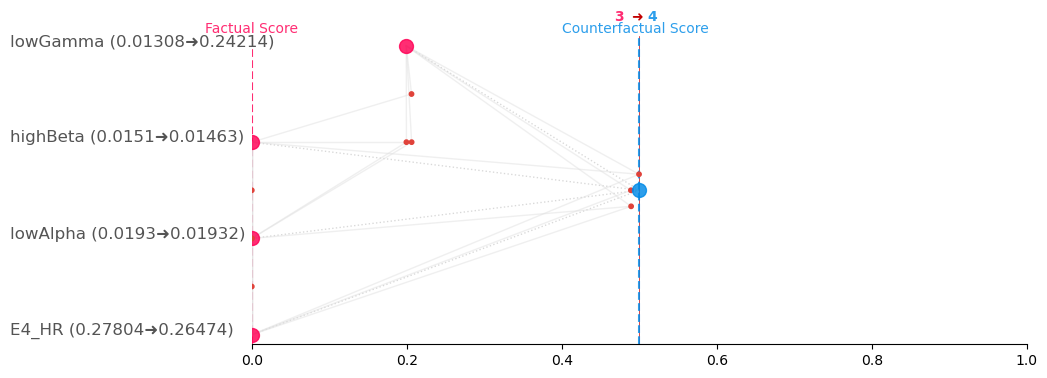 3 → 4
Factual Score Counterfactual Score
lowGamma (0.01308→0.24214)
highBeta (0.0151→0.01463)
lowAlpha (0.0193→0.01932)
E4_HR (0.27804→0.26474)
0.0 0.2 0.4 0.6 0.8 1.0